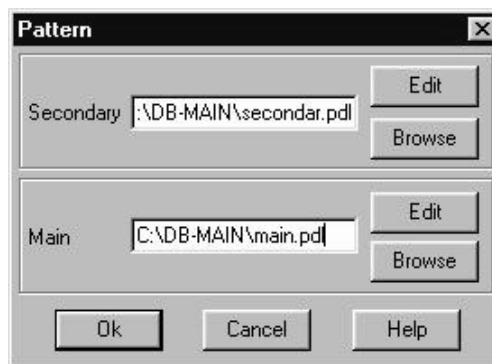 Pattern
Edit
Secondary :\DB-MAIN\secondar.pdl
Browse
Edit
Main C:\DB-MAIN\main.pdl
Browse
Ok Cancel Help